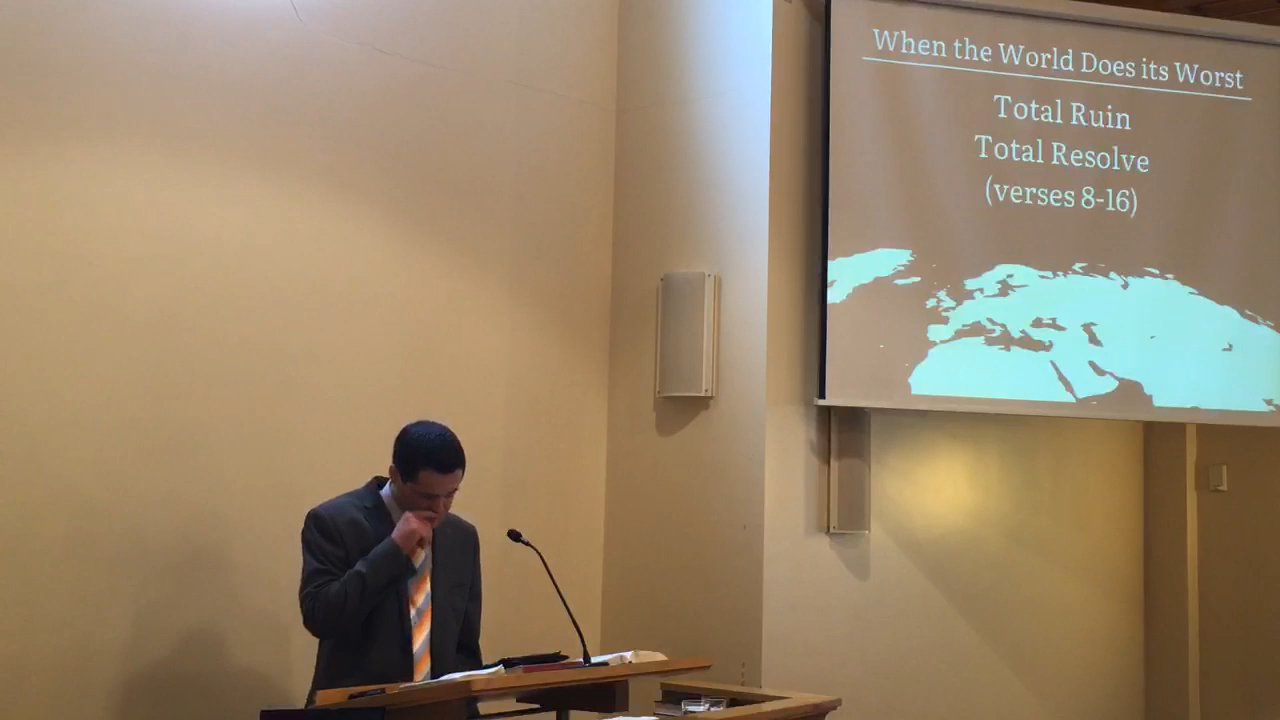 When the World Does its Worst
Total Ruin
Total Resolve
(verses 8-16)